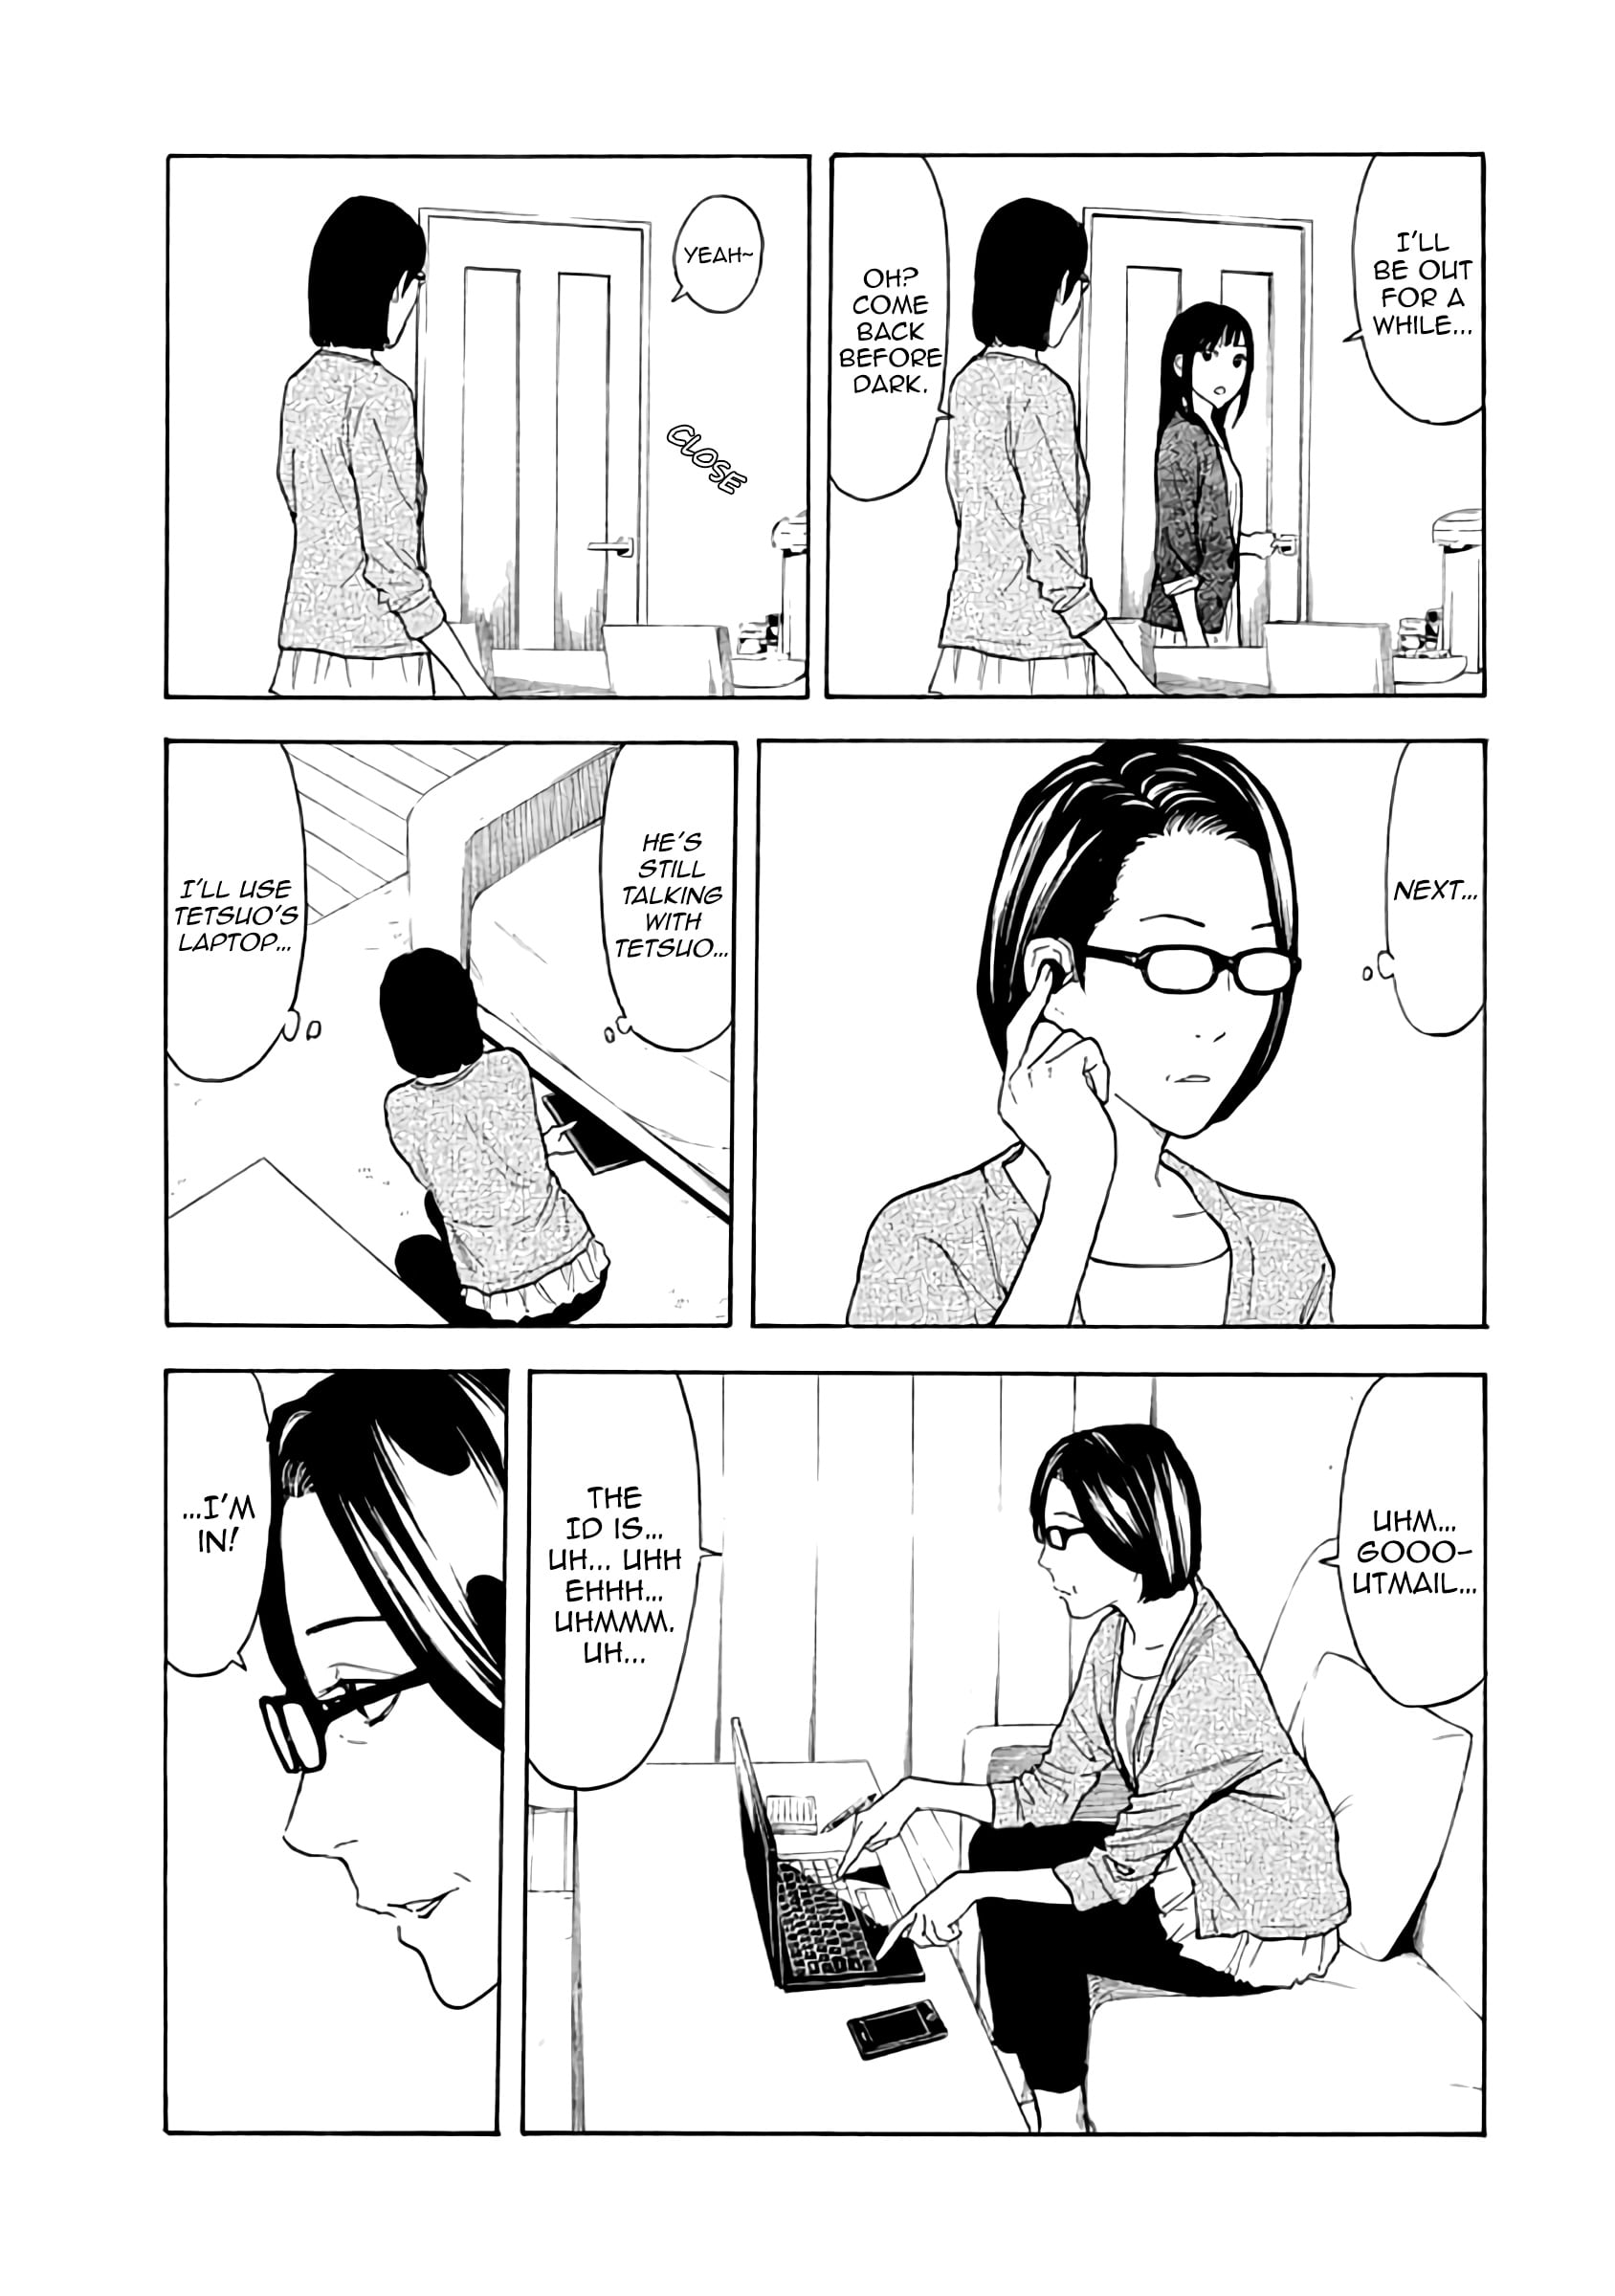 I'LL
BE OUT
FOR A
WHILE...
OH?
COME
BACK
BEFORE
DARK.
YEAH~
CLOSE
NEXT...
HE'S
STILL
TALKING
WITH
TETSUO...
I'LL USE
TETSUO'S
LAPTOP...
UHM...
GOOO-
UTMAIL...
THE
ID IS...
UH... UHH
EHHH...
UHMMM.
UH...
...I'M
IN!